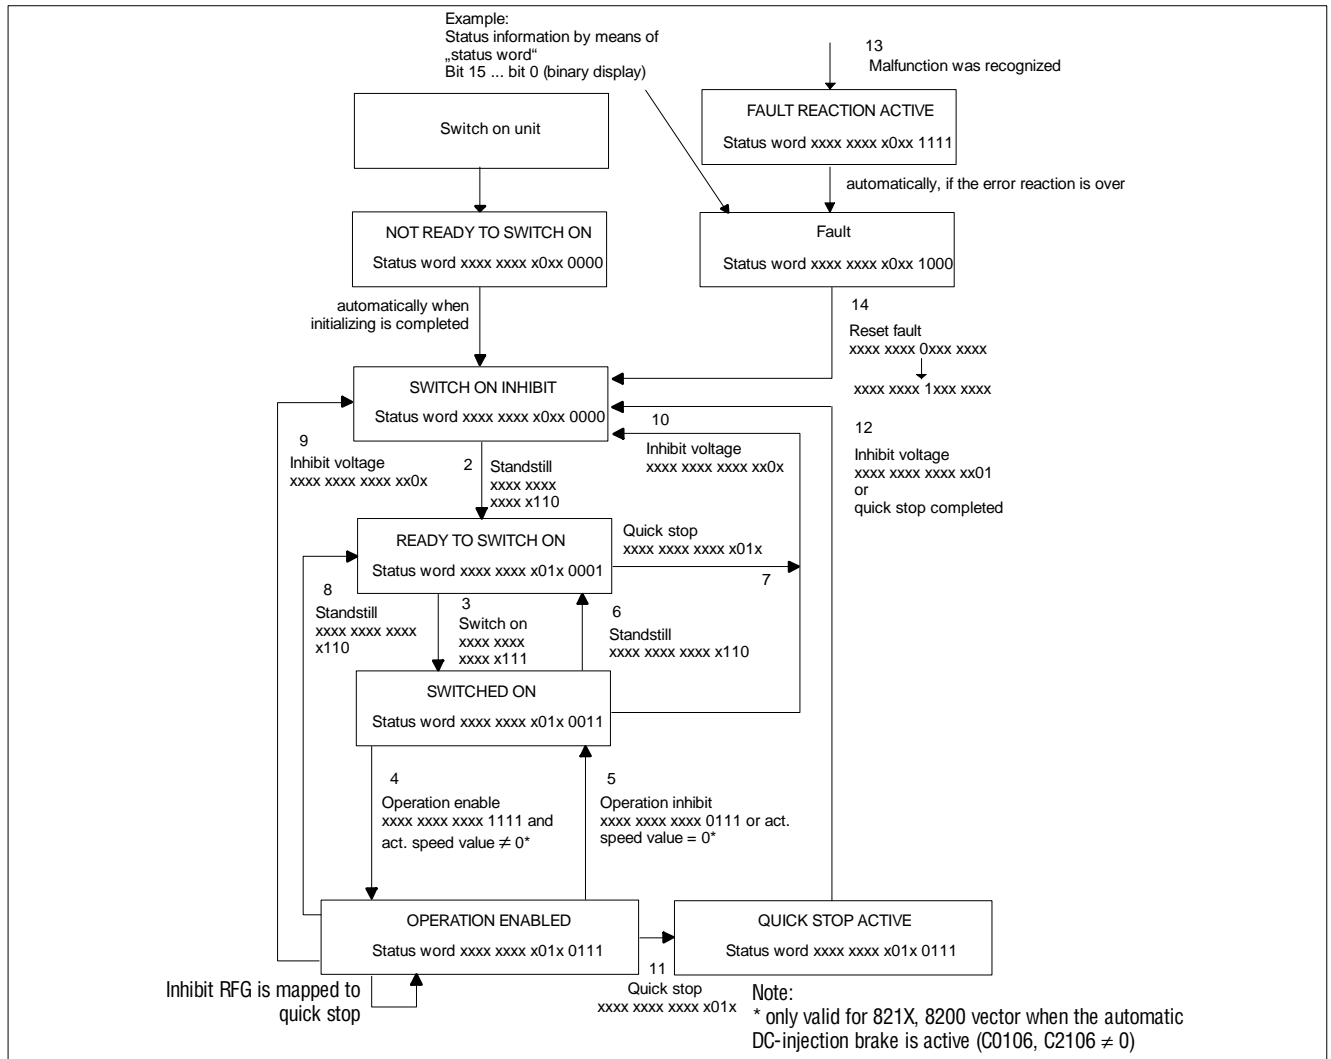 Example:
Status information by means of
„status word“
Bit 15 ... bit 0 (binary display)
13
Malfunction was recognized
Switch on unit
FAULT REACTION ACTIVE
Status word xxxx xxxx x0xx 1111
automatically, if the error reaction is over
NOT READY TO SWITCH ON
Status word xxxx xxxx x0xx 0000
Fault
Status word xxxx xxxx x0xx 1000
automatically when
initializing is completed
14
Reset fault
xxxx xxxx 0xxx xxxx
xxxx xxxx 1xxx xxxx
SWITCH ON INHIBIT
Status word xxxx xxxx x0xx 0000
9
Inhibit voltage
xxxx xxxx xxxx xx0x
2
Standstill
xxxx xxxx
xxxx x110
10
Inhibit voltage
xxxx xxxx xxxx xx0x
12
Inhibit voltage
xxxx xxxx xxxx xx01
or
quick stop completed
READY TO SWITCH ON
Status word xxxx xxxx x01x 0001
Quick stop
xxxx xxxx xxxx x01x
7
8
Standstill
xxxx xxxx xxxx
x110
3
Switch on
xxxx xxxx
xxxx x111
6
Standstill
xxxx xxxx xxxx x110
SWITCHED ON
Status word xxxx xxxx x01x 0011
4
Operation enable
xxxx xxxx xxxx 1111 and
act. speed value ≠ 0*
5
Operation inhibit
xxxx xxxx xxxx 0111 or act.
speed value = 0*
OPERATION ENABLED
Status word xxxx xxxx x01x 0111
QUICK STOP ACTIVE
Status word xxxx xxxx x01x 0111
Inhibit RFG is mapped to
quick stop
11
Quick stop
xxxx xxxx xxxx x01x
Note:
* only valid for 821X, 8200 vector when the automatic
DC-injection brake is active (C0106, C2106 ≠ 0)